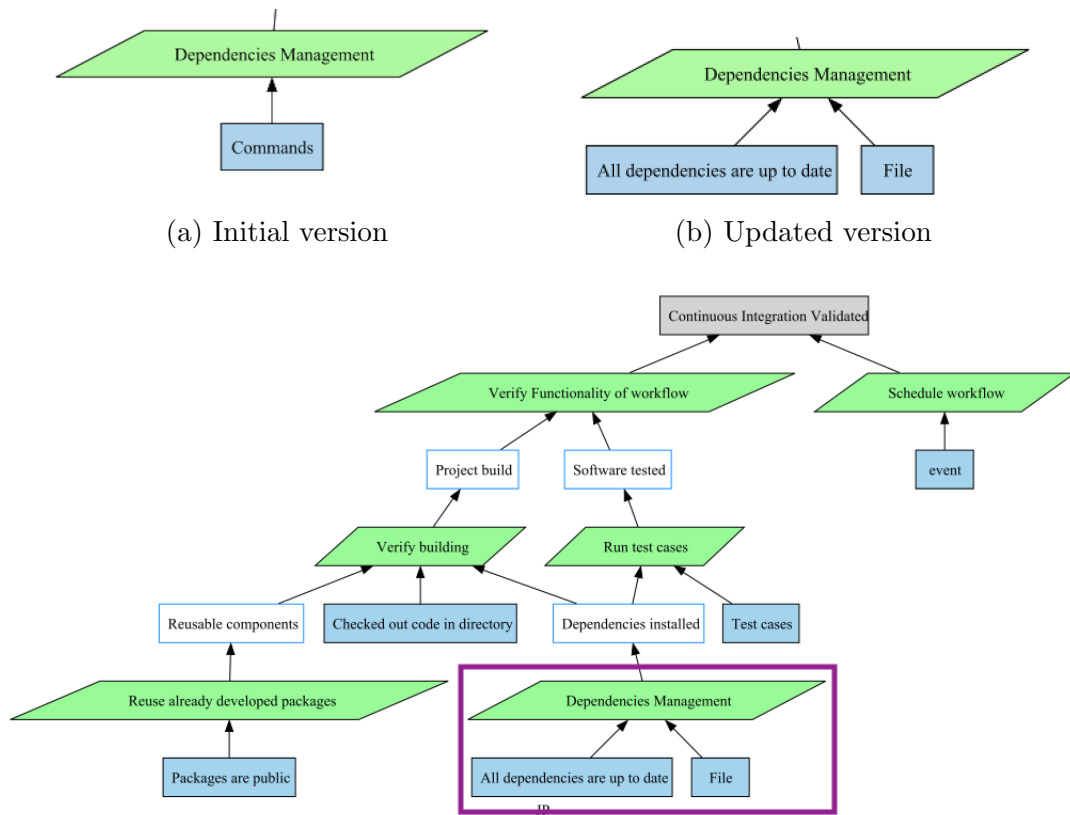 Dependencies Management
Commands
(a) Initial version
Dependencies Management
All dependencies are up to date
File
(b) Updated version
Continuous Integration Validated
Verify Functionality of workflow
Schedule workflow
Project build
Software tested
event
Verify building
Run test cases
Reusable components
Checked out code in directory
Dependencies installed
Test cases
Reuse already developed packages
Dependencies Management
Packages are public
All dependencies are up to date
File